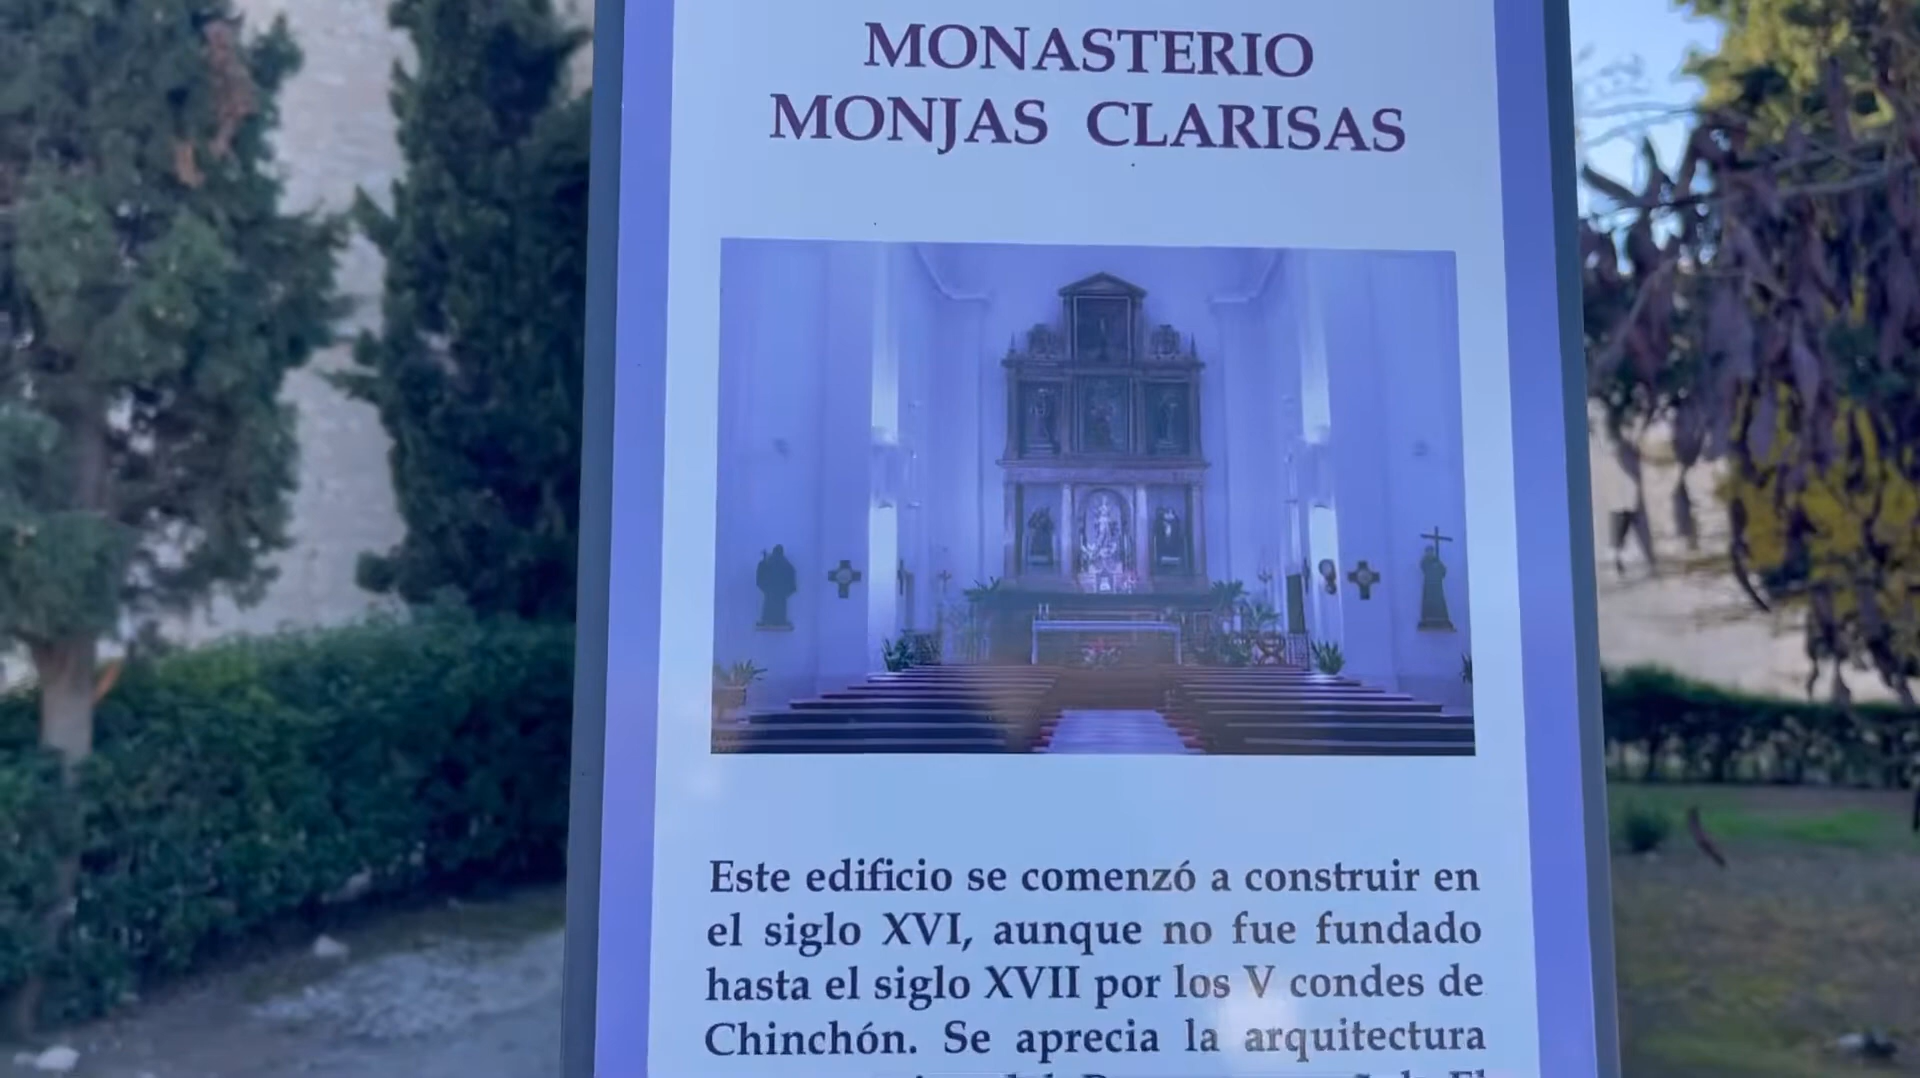 MONASTERIO
MONJAS CLARISAS
Este edificio se comenzó a construir en
el siglo XVI, aunque no fue fundado
hasta el siglo XVII por los V condes de
Chinchón. Se aprecia la arquitectura